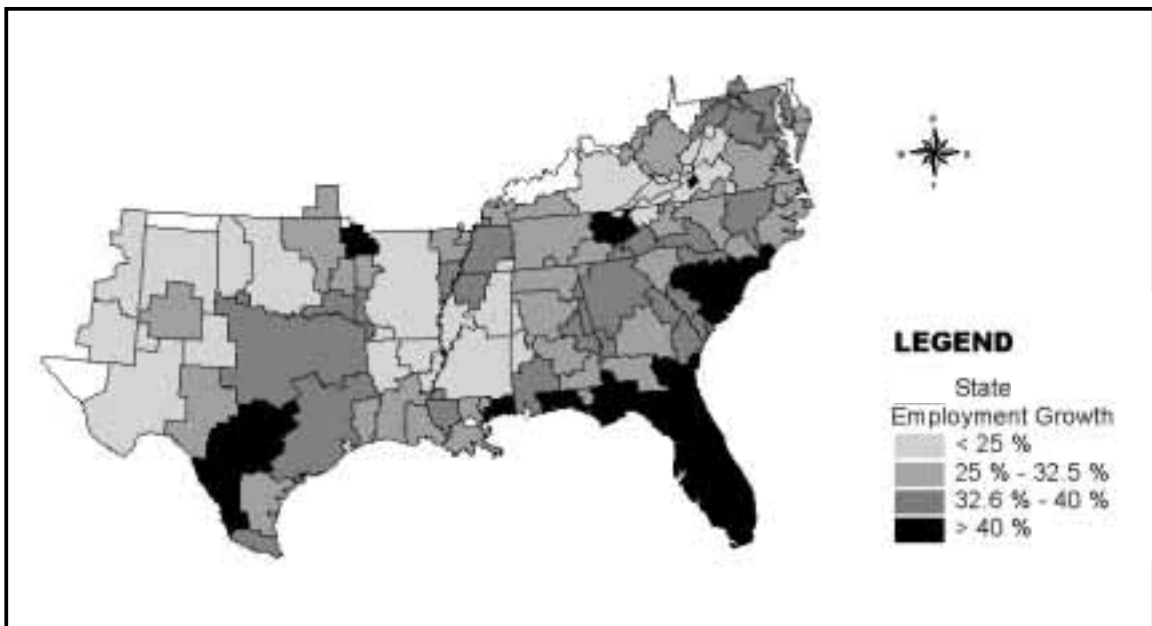 LEGEND
State
Employment Growth
< 25 %
25 % - 32.5 %
32.6 % - 40 %
> 40 %